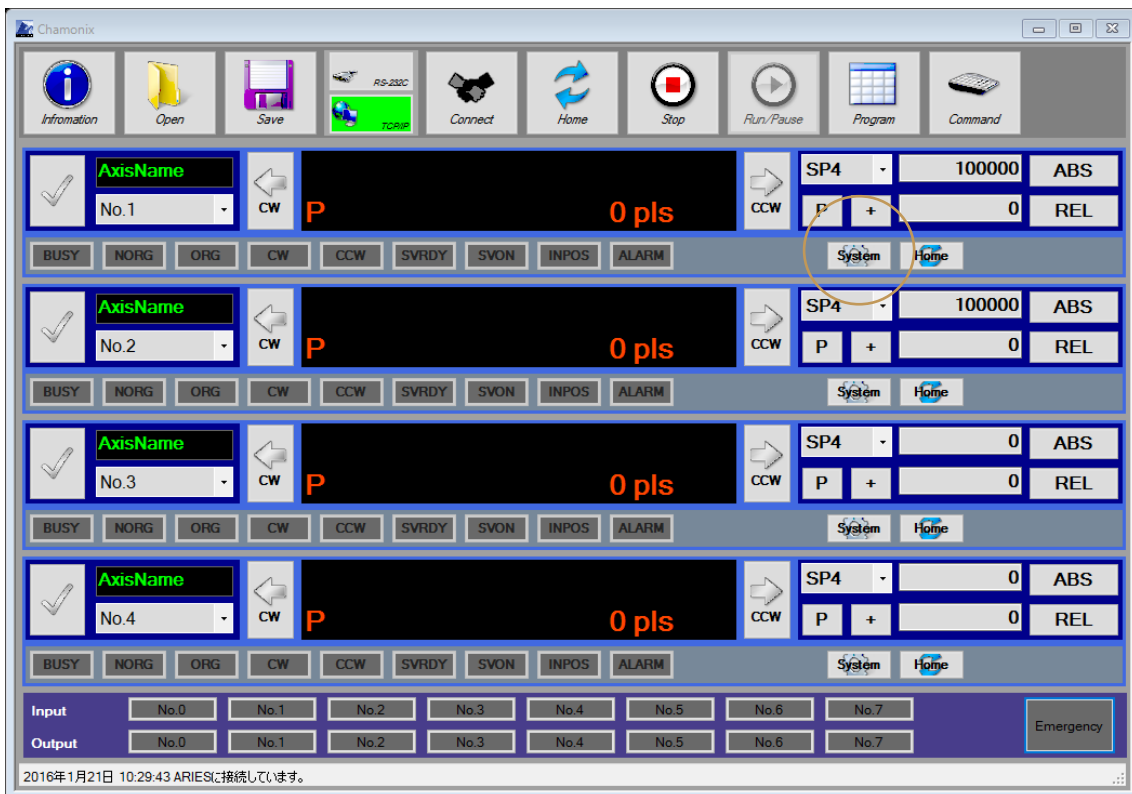 Chamonix
Infromation Open Save RS-232C TCP/IP Connect Home Stop Run/Pause Program Command
AxisName SP4 100000 ABS
No.1 CW P 0 pls CCW P + 0 REL
BUSY NORG ORG CW CCW SVRDY SVON INPOS ALARM System Home
AxisName SP4 100000 ABS
No.2 CW P 0 pls CCW P + 0 REL
BUSY NORG ORG CW CCW SVRDY SVON INPOS ALARM System Home
AxisName SP4 0 ABS
No.3 CW P 0 pls CCW P + 0 REL
BUSY NORG ORG CW CCW SVRDY SVON INPOS ALARM System Home
AxisName SP4 0 ABS
No.4 CW P 0 pls CCW P + 0 REL
BUSY NORG ORG CW CCW SVRDY SVON INPOS ALARM System Home
Input No.0 No.1 No.2 No.3 No.4 No.5 No.6 No.7
Emergency
Output No.0 No.1 No.2 No.3 No.4 No.5 No.6 No.7
2016年1月21日 10:29:43 ARIESに接続しています。